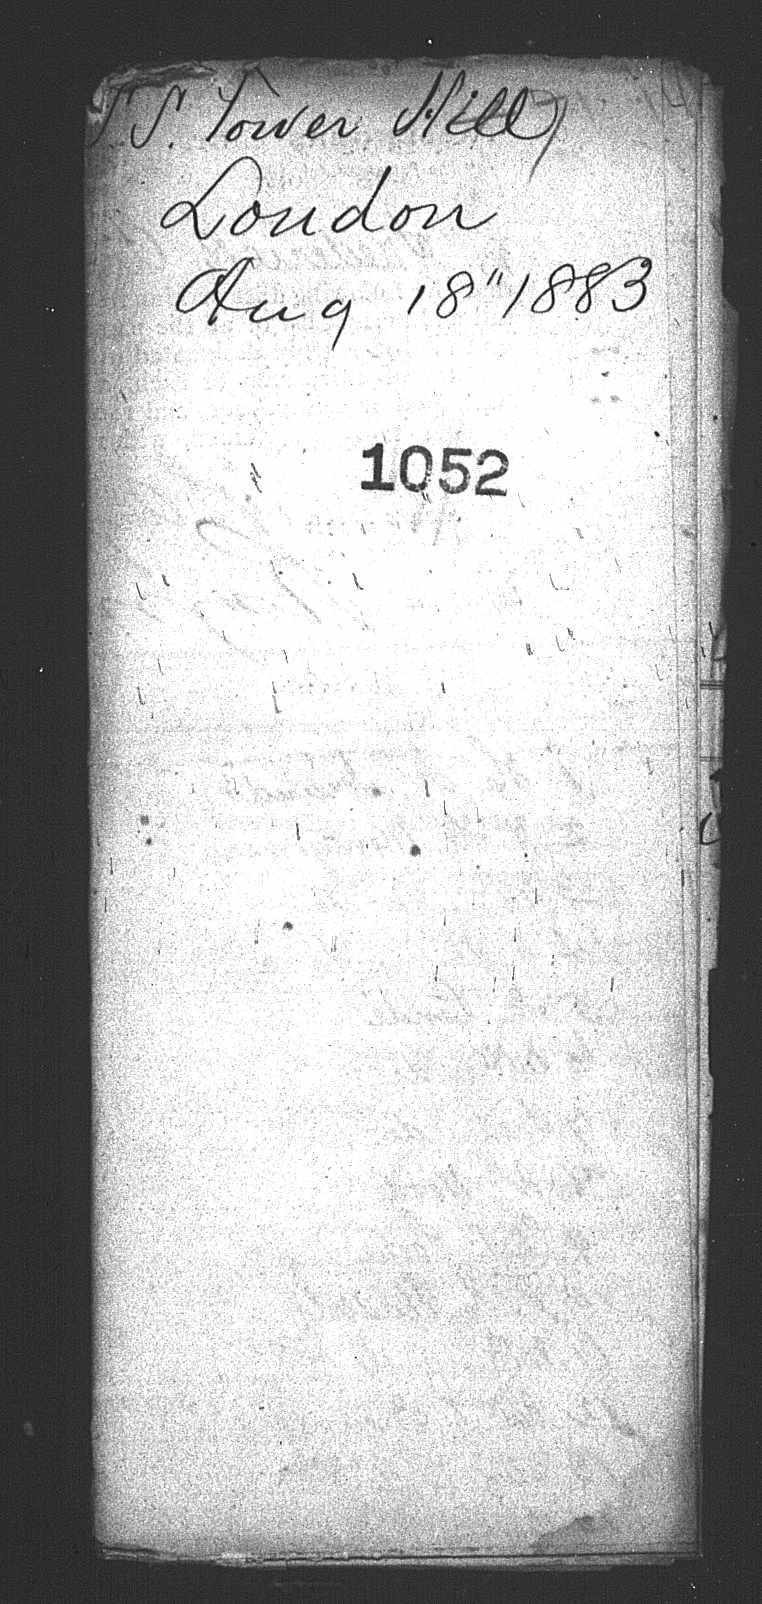 S.S. Tower Hill
London
Aug 18" 1883
1052